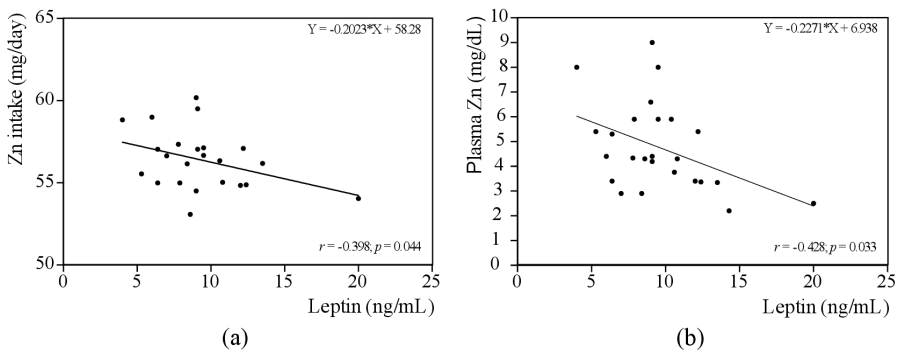 65
Y = -0.2023*X + 58.28
60
55
50
r = -0.398; p = 0.044
0 5 10 15 20 25
Zn intake (mg/day)
Leptin (ng/mL)
(a)
10
Y = -0.2271*X + 6.938
9
8
7
6
5
4
3
2
1
0
r = -0.428; p = 0.033
0 5 10 15 20 25
Plasma Zn (mg/dL)
Leptin (ng/mL)
(b)